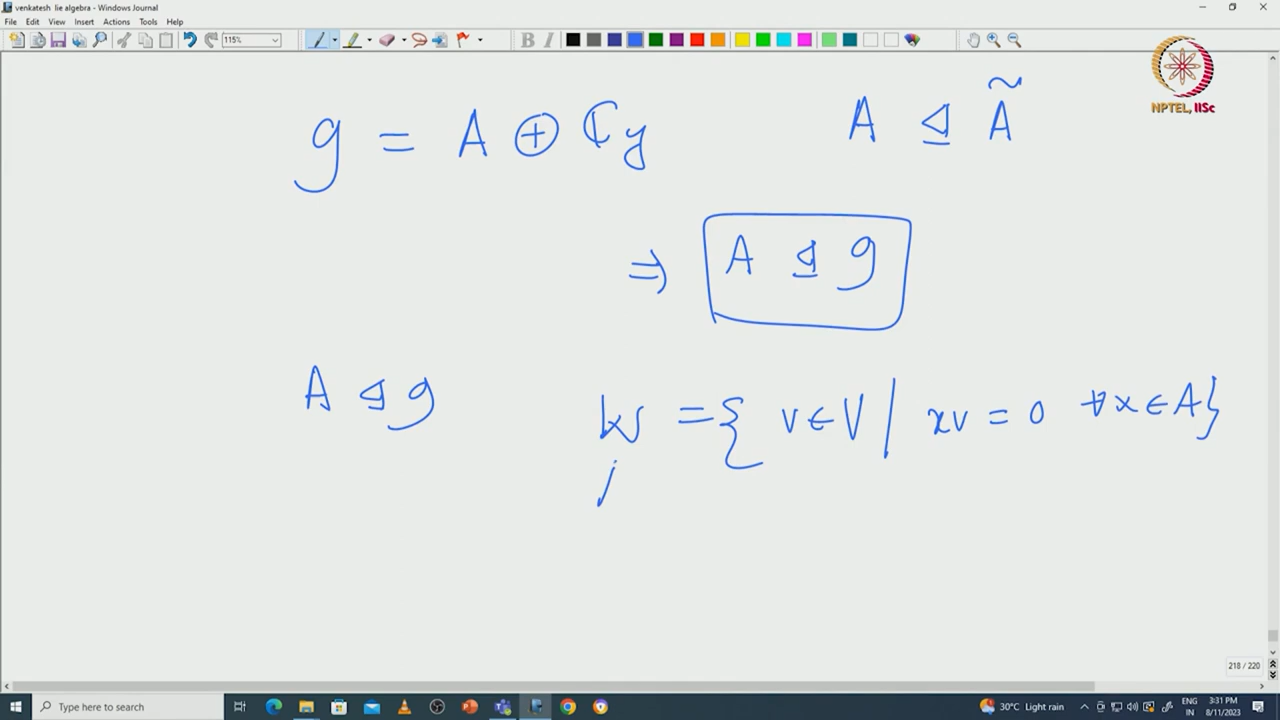 venkatesh lie algebra - Windows Journal
File Edit View Insert Actions Tools Help
115%
NPTEL, IISc
g = A ⊕ ℂy A ⊴ Ã
⇒ A ⊴ g
A ⊴ g W = { v ∈ V | xv = 0 ∀ x ∈ A }
218 / 220
Type here to search
30°C Light rain
ENG
IN
3:31 PM
8/11/2023